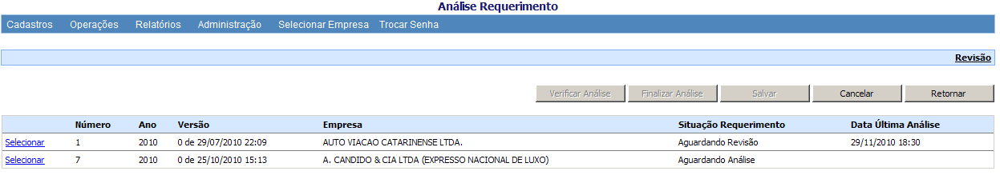 Análise Requerimento
Cadastros Operações Relatórios Administração Selecionar Empresa Trocar Senha
Revisão
Verificar Análise Finalizar Análise Salvar Cancelar Retornar
Número Ano Versão Empresa Situação Requerimento Data Última Análise
Selecionar 1 2010 0 de 29/07/2010 22:09 AUTO VIACAO CATARINENSE LTDA. Aguardando Revisão 29/11/2010 18:30
Selecionar 7 2010 0 de 25/10/2010 15:13 A. CANDIDO & CIA LTDA (EXPRESSO NACIONAL DE LUXO) Aguardando Análise